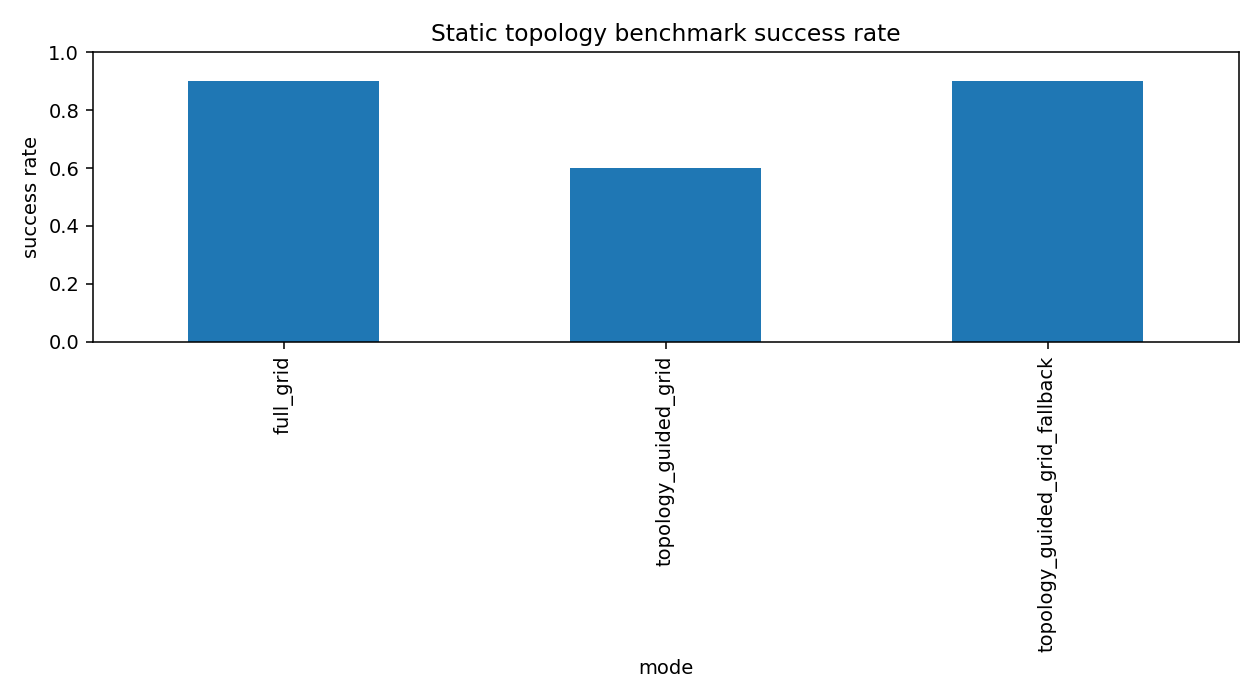 Static topology benchmark success rate
success rate
1.0
0.8
0.6
0.4
0.2
0.0
full_grid
topology_guided_grid
topology_guided_grid_fallback
mode